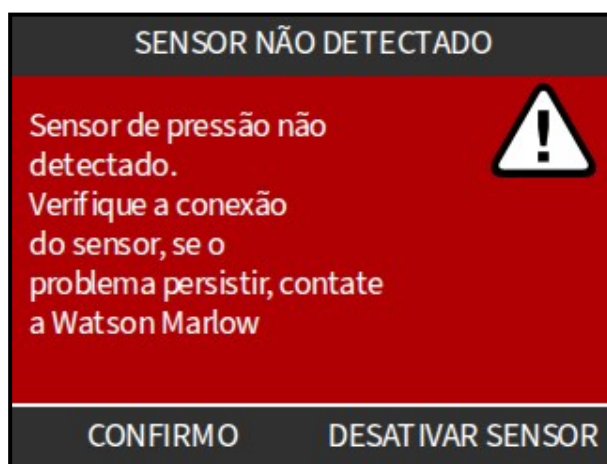 SENSOR NÃO DETECTADO
Sensor de pressão não
detectado.
Verifique a conexão
do sensor, se o
problema persistir, contate
a Watson Marlow
CONFIRMO DESATIVAR SENSOR